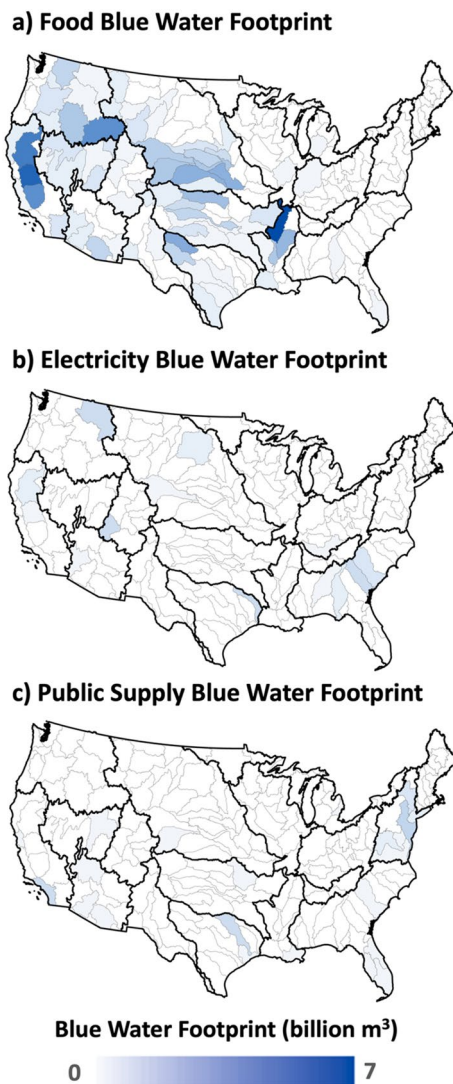 a) Food Blue Water Footprint
b) Electricity Blue Water Footprint
c) Public Supply Blue Water Footprint
Blue Water Footprint (billion m³)
0 7